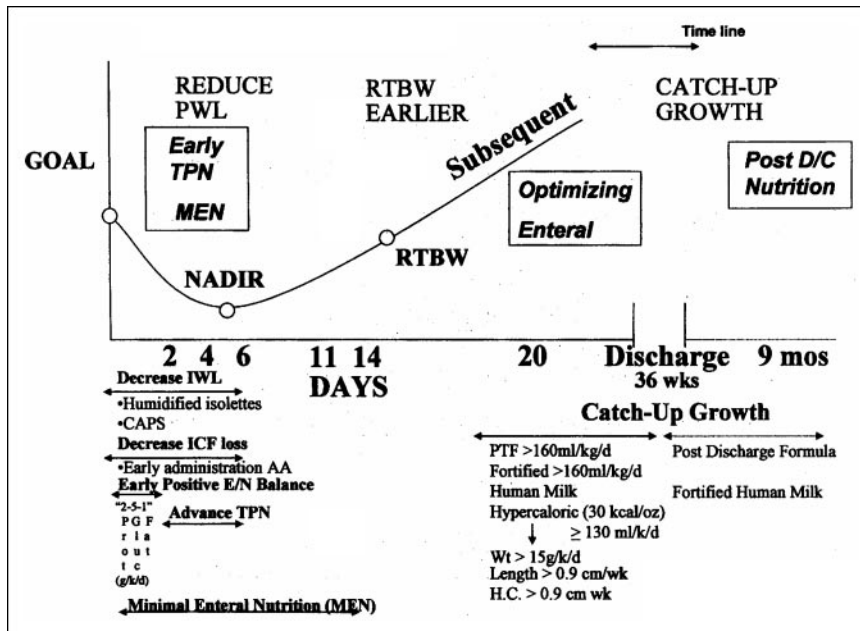 Time line
REDUCE
PWL
RTBW
EARLIER
CATCH-UP
GROWTH
GOAL
Early
TPN
MEN
Subsequent
Optimizing
Enteral
Post D/C
Nutrition
NADIR
RTBW
2 4 6 11 14 20 Discharge 9 mos
DAYS
36 wks
Decrease IWL
•Humidified isolettes
•CAPS
Decrease ICF loss
•Early administration AA
Early Positive E/N Balance
"2-5-1"
P G F
r l a
o u t
t c
(g/k/d)
Advance TPN
Minimal Enteral Nutrition (MEN)
Catch-Up Growth
PTF >160ml/kg/d
Fortified >160ml/kg/d
Human Milk
Hypercaloric (30 kcal/oz)
≥ 130 ml/k/d
Wt > 15g/k/d
Length > 0.9 cm/wk
H.C. > 0.9 cm wk
Post Discharge Formula
Fortified Human Milk